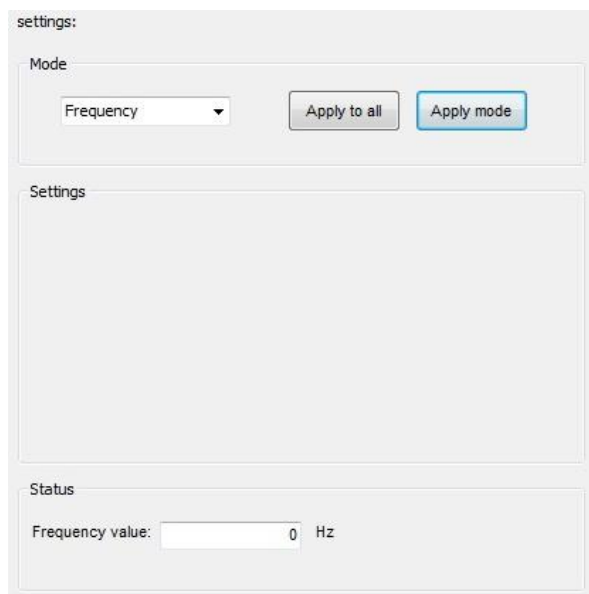 settings:
Mode
Frequency Apply to all Apply mode
Settings
Status
Frequency value: 0 Hz